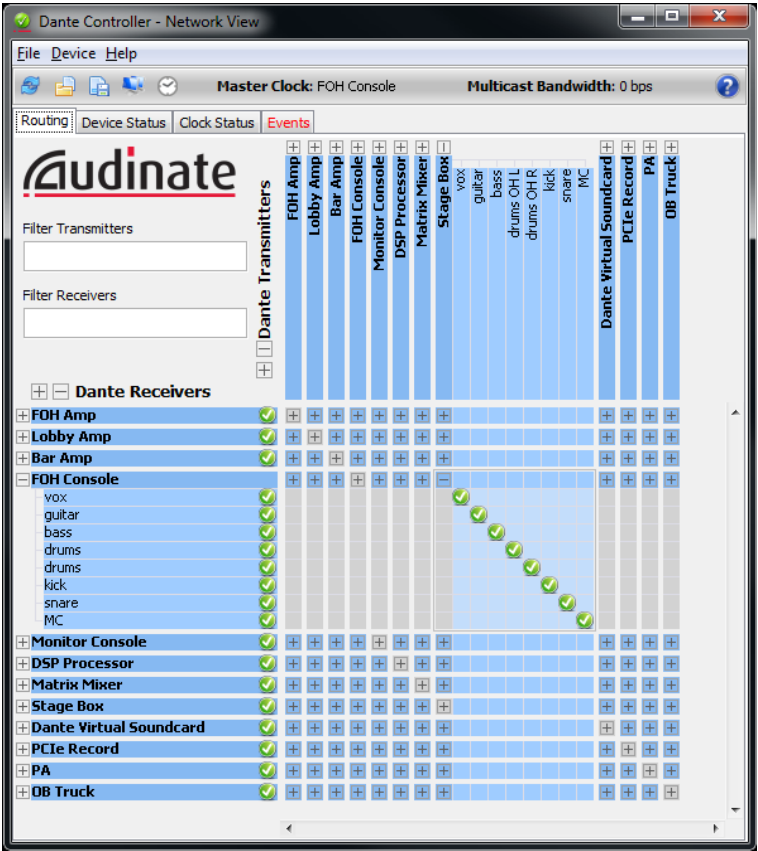 Dante Controller - Network View
File Device Help
Master Clock: FOH Console Multicast Bandwidth: 0 bps
Routing Device Status Clock Status Events
Audinate
Filter Transmitters
Filter Receivers
Dante Transmitters
FOH Amp
Lobby Amp
Bar Amp
FOH Console
Monitor Console
DSP Processor
Matrix Mixer
Stage Box
vox
guitar
bass
drums OH L
drums OH R
kick
snare
MC
Dante Virtual Soundcard
PCIe Record
PA
OB Truck
Dante Receivers
FOH Amp
Lobby Amp
Bar Amp
FOH Console
vox
guitar
bass
drums
drums
kick
snare
MC
Monitor Console
DSP Processor
Matrix Mixer
Stage Box
Dante Virtual Soundcard
PCIe Record
PA
OB Truck